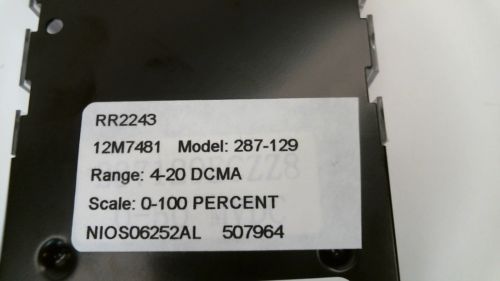 RR2243
12M7481 Model: 287-129
Range: 4-20 DCMA
Scale: 0-100 PERCENT
NIOS06252AL 507964